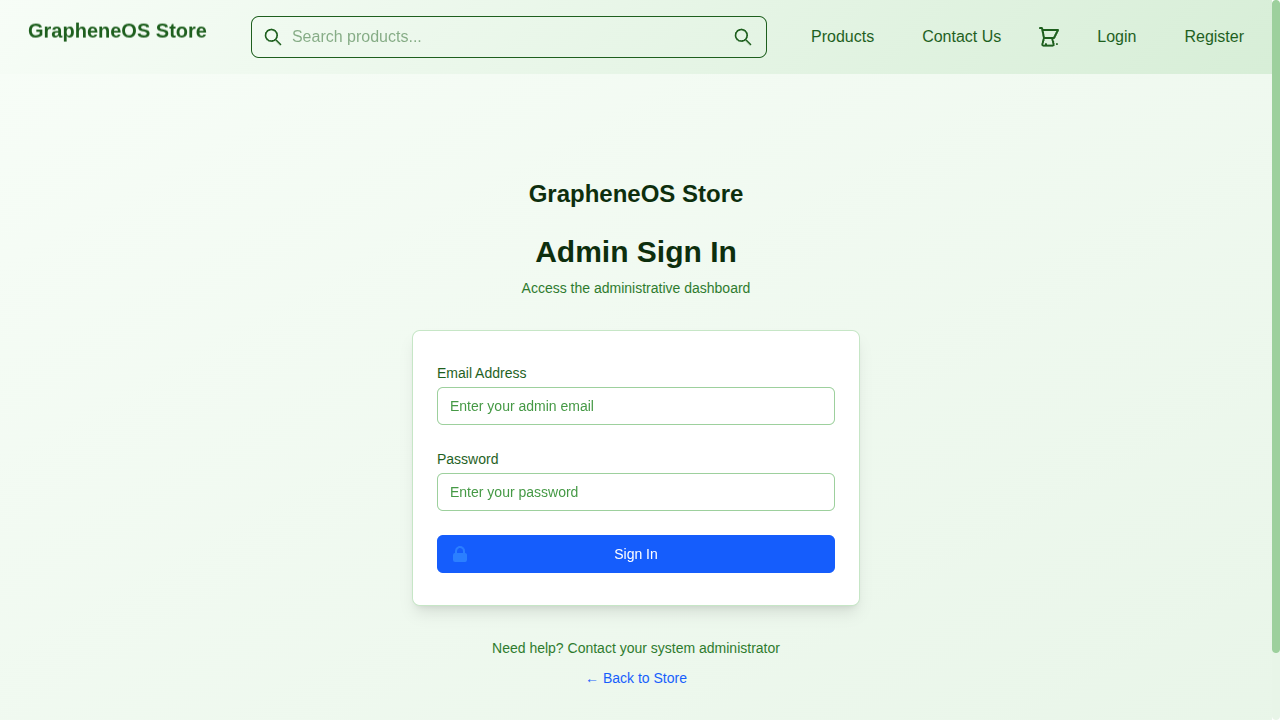 GrapheneOS Store
Search products...
Products
Contact Us
Login
Register
GrapheneOS Store
Admin Sign In
Access the administrative dashboard
Email Address
Enter your admin email
Password
Enter your password
Sign In
Need help? Contact your system administrator
← Back to Store